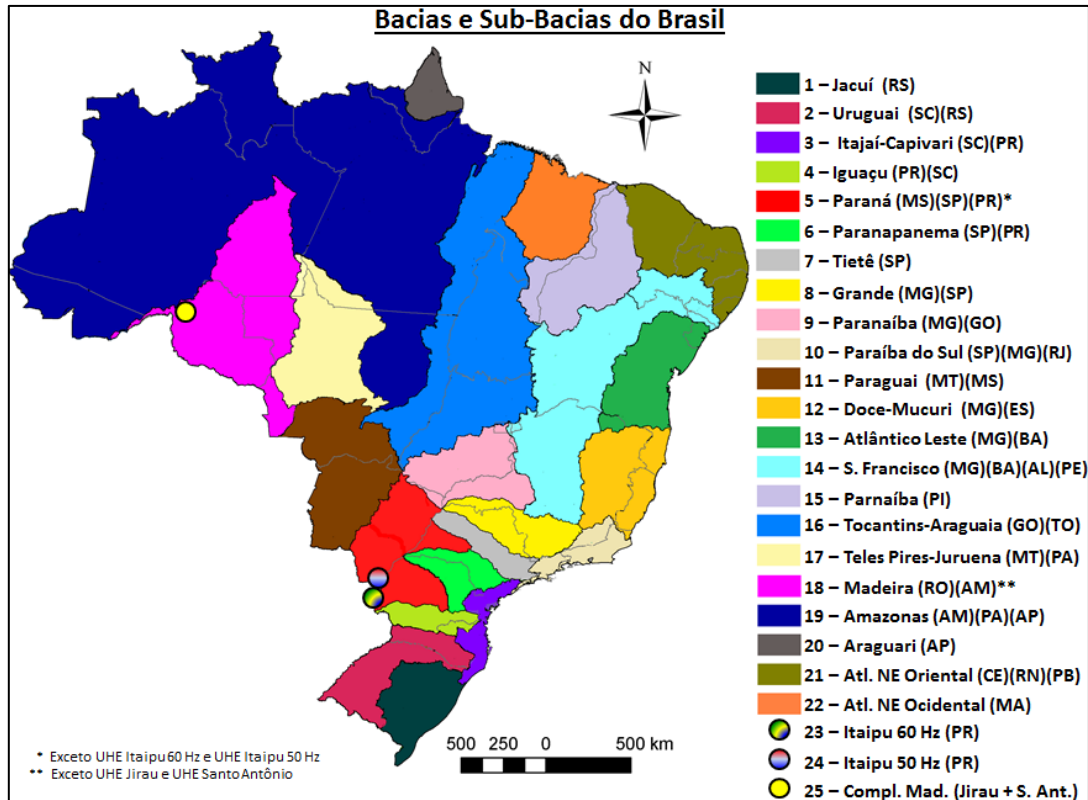 Bacias e Sub-Bacias do Brasil
N
1 – Jacuí (RS)
2 – Uruguai (SC)(RS)
3 – Itajaí-Capivari (SC)(PR)
4 – Iguaçu (PR)(SC)
5 – Paraná (MS)(SP)(PR)*
6 – Paranapanema (SP)(PR)
7 – Tietê (SP)
8 – Grande (MG)(SP)
9 – Paranaíba (MG)(GO)
10 – Paraíba do Sul (SP)(MG)(RJ)
11 – Paraguai (MT)(MS)
12 – Doce-Mucuri (MG)(ES)
13 – Atlântico Leste (MG)(BA)
14 – S. Francisco (MG)(BA)(AL)(PE)
15 – Parnaíba (PI)
16 – Tocantins-Araguaia (GO)(TO)
17 – Teles Pires-Juruena (MT)(PA)
18 – Madeira (RO)(AM)**
19 – Amazonas (AM)(PA)(AP)
20 – Araguari (AP)
21 – Atl. NE Oriental (CE)(RN)(PB)
22 – Atl. NE Ocidental (MA)
23 – Itaipu 60 Hz (PR)
24 – Itaipu 50 Hz (PR)
25 – Compl. Mad. (Jirau + S. Ant.)
500 250 0 500 km
* Exceto UHE Itaipu 60 Hz e UHE Itaipu 50 Hz
** Exceto UHE Jirau e UHE Santo Antônio